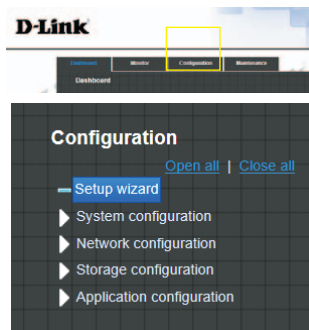 D-Link
Dashboard Monitor Configuration Maintenance
Dashboard
Configuration
Open all | Close all
Setup wizard
System configuration
Network configuration
Storage configuration
Application configuration